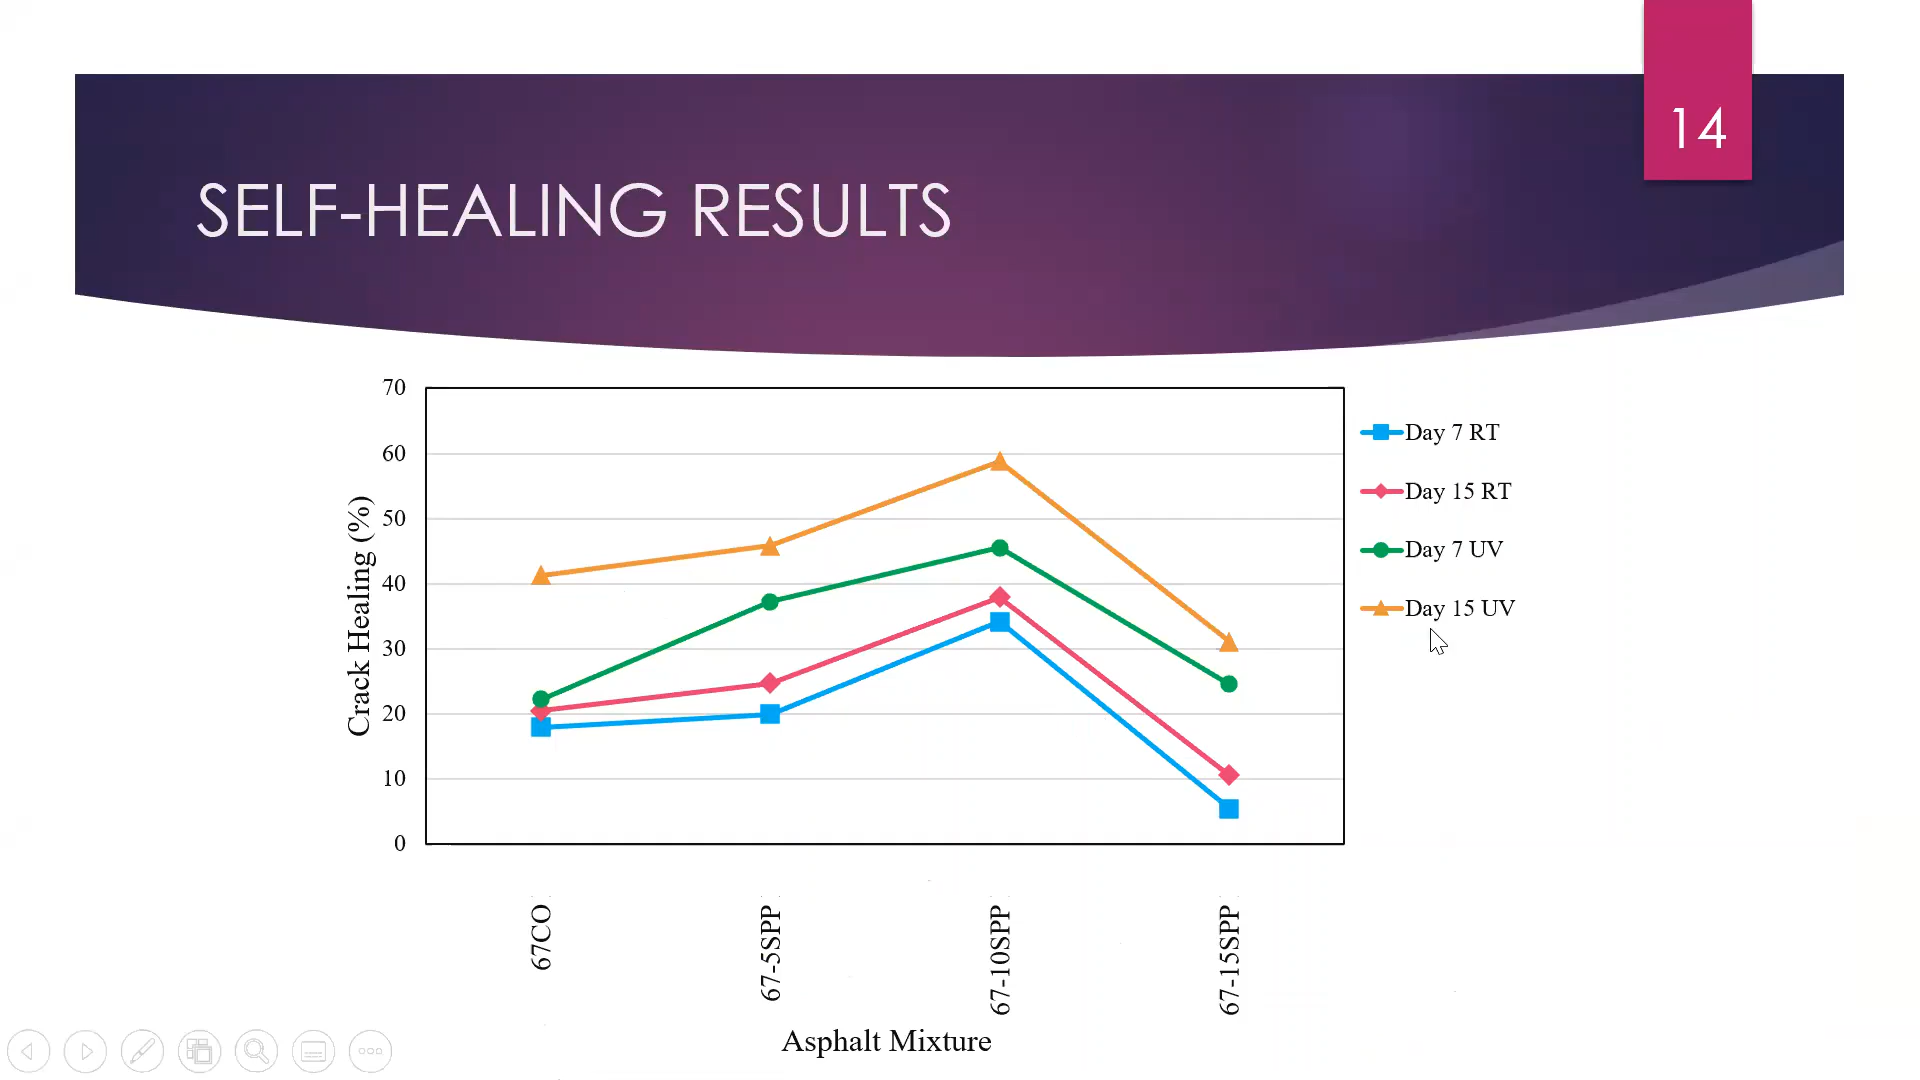 14
SELF-HEALING RESULTS
70
60
50
40
30
20
10
0
Crack Healing (%)
67CO
67-5SPP
67-10SPP
67-15SPP
Asphalt Mixture
Day 7 RT
Day 15 RT
Day 7 UV
Day 15 UV